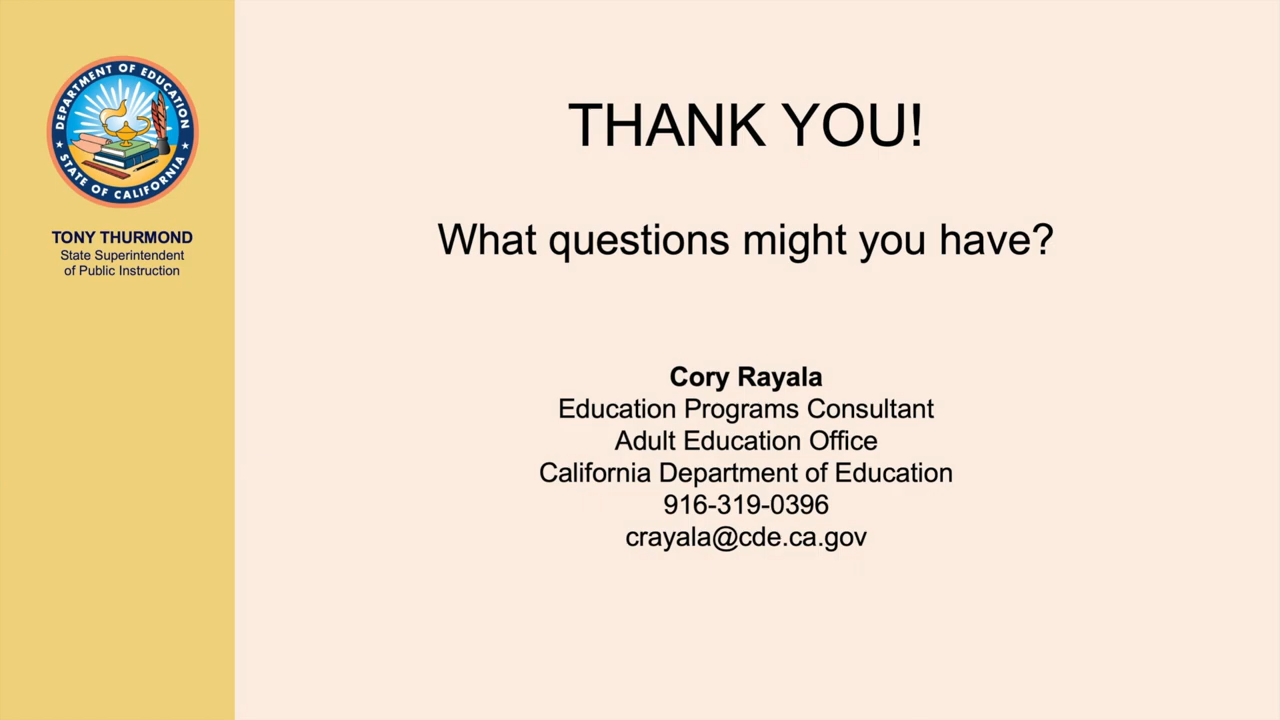 DEPARTMENT OF EDUCATION
STATE OF CALIFORNIA
TONY THURMOND
State Superintendent
of Public Instruction
THANK YOU!
What questions might you have?
Cory Rayala
Education Programs Consultant
Adult Education Office
California Department of Education
916-319-0396
crayala@cde.ca.gov